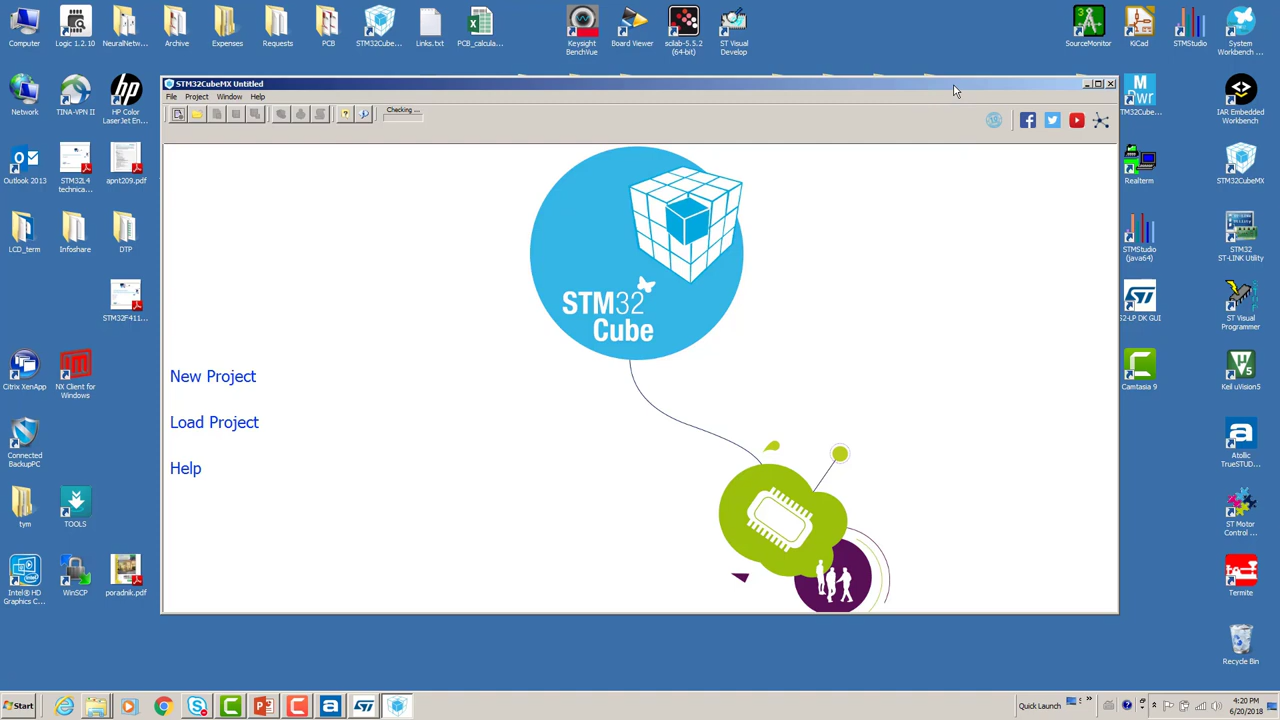 Computer
Logic 1.2.10
NeuralNetw...
Archive
Expenses
Requests
PCB
STM32Cube...
Links.txt
PCB_calcula...
Keysight
BenchVue
Board Viewer
scilab-5.5.2
(64-bit)
ST Visual
Develop
SourceMonitor
KiCad
STMStudio
System
Workbench ...
STM32CubeMX Untitled
File
Project
Window
Help
Checking ...
Network
TINA-VPN II
HP Color
LaserJet En...
M
Pwr
TM32Cube...
IAR Embedded
Workbench
Outlook 2013
STM32L4
technica...
apnt209.pdf
Realterm
STM32CubeMX
LCD_term
Infoshare
DTP
STMStudio
(java64)
STM32
ST-LINK Utility
STM32F411...
S2-LP DK GUI
ST Visual
Programmer
STM32
Cube
New Project
Load Project
Help
Citrix XenApp
NX Client for
Windows
Camtasia 9
Keil uVision5
Connected
BackupPC
Atollic
TrueSTUD...
tym
TOOLS
ST Motor
Control ...
Intel® HD
Graphics C...
WinSCP
poradnik.pdf
Termite
Recycle Bin
Start
Quick Launch
4:20 PM
6/20/2018